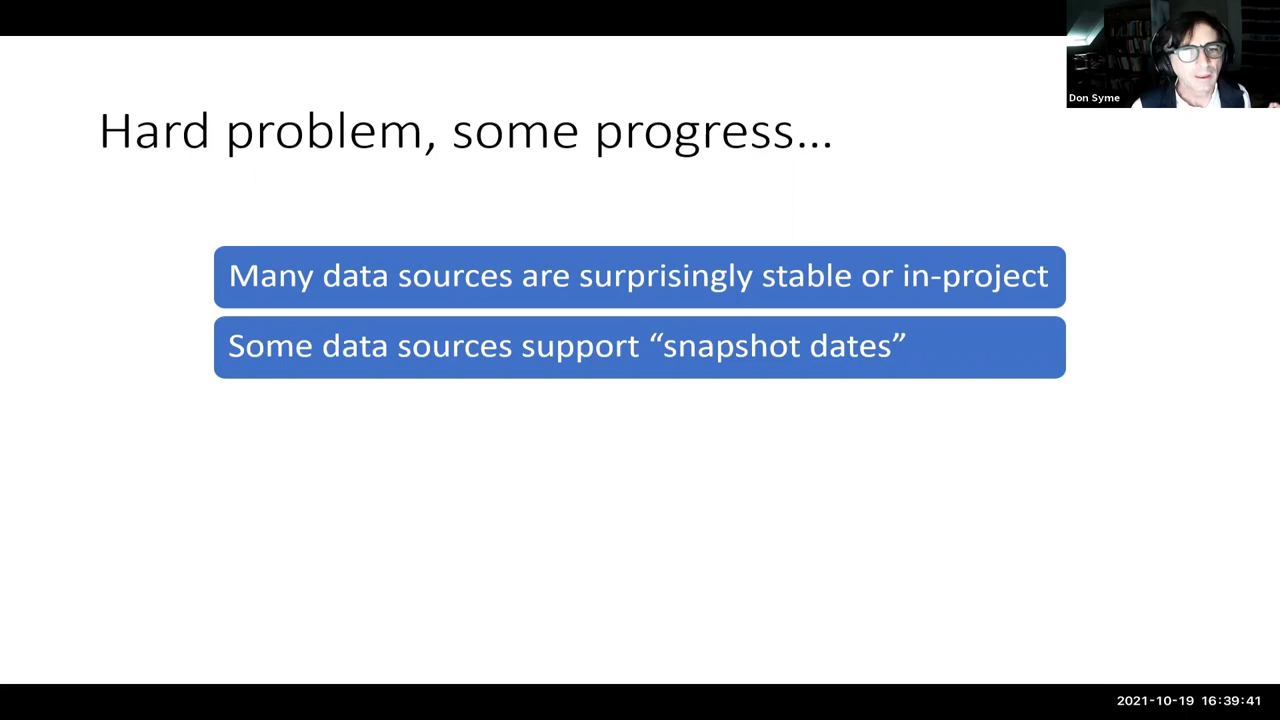 Don Syme
Hard problem, some progress…
Many data sources are surprisingly stable or in-project
Some data sources support “snapshot dates”
2021-10-19 16:39:41